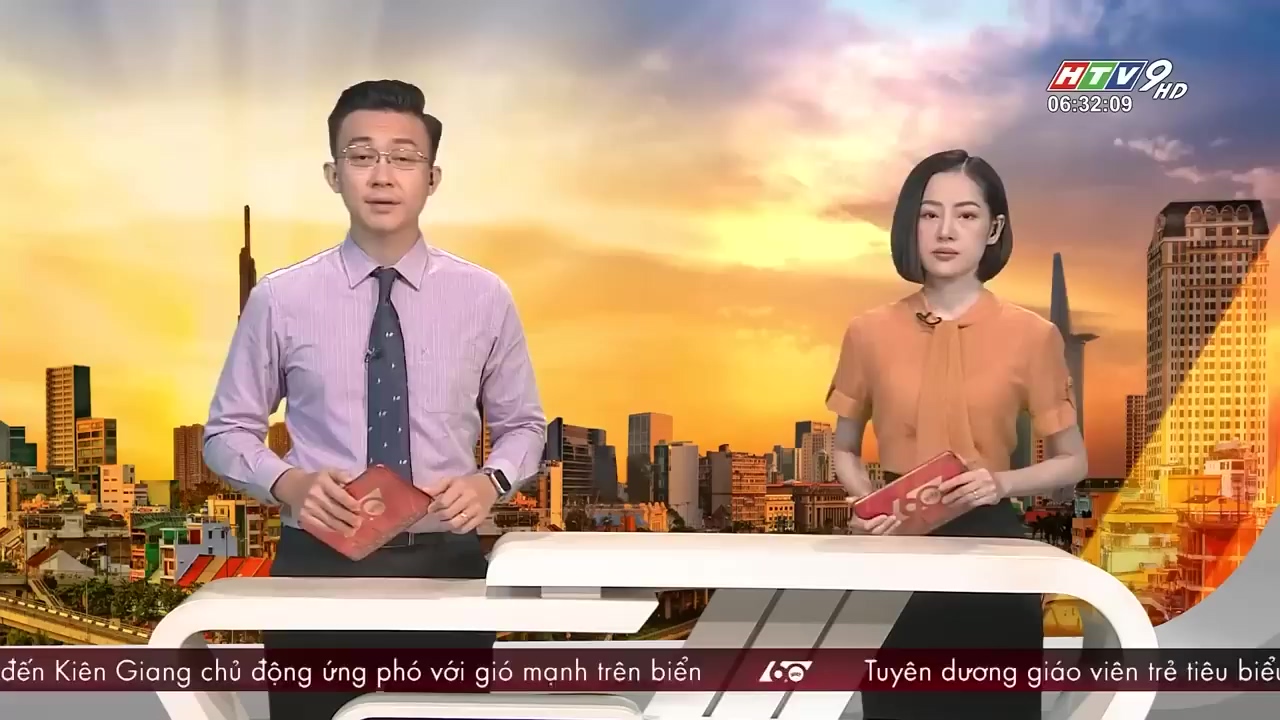 HTV9
HD
06:32:09
đến Kiên Giang chủ động ứng phó với gió mạnh trên biển
60
Tuyên dương giáo viên trẻ tiêu biểu